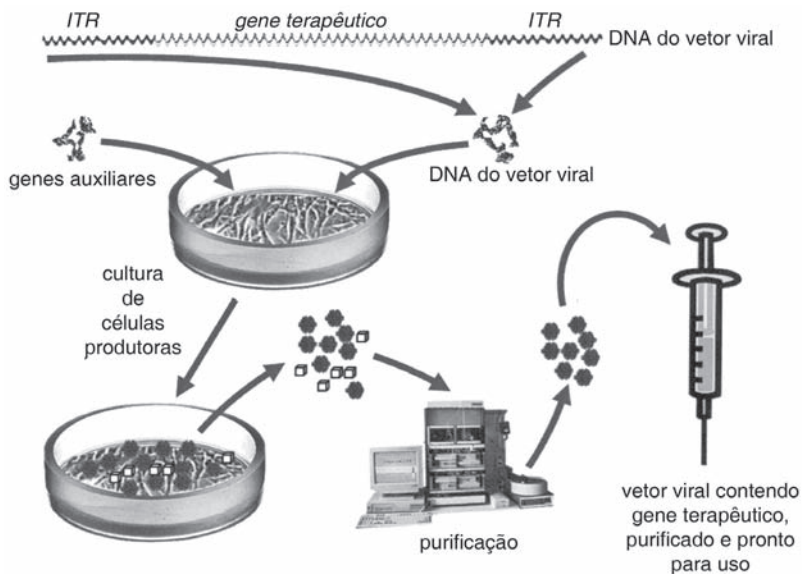 ITR gene terapêutico ITR
DNA do vetor viral
genes auxiliares
DNA do vetor viral
cultura
de
células
produtoras
purificação
vetor viral contendo
gene terapêutico,
purificado e pronto
para uso